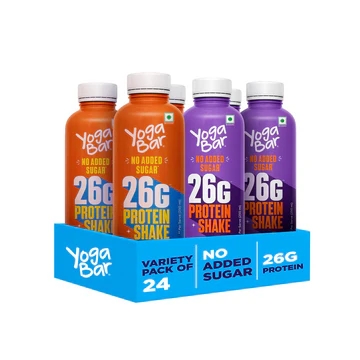 Yoga
Bar
NO ADDED
SUGAR
26G
PROTEIN
SHAKE
Yoga
Bar
NO ADDED
SUGAR
26G
PROTEIN
SHAKE
Yoga
Bar
NO ADDED
SUGAR
26G
PROTEIN
SHAKE
Yoga
Bar
NO ADDED
SUGAR
26G
PROTEIN
SHAKE
Yoga
Bar
VARIETY
PACK OF
24
NO
ADDED
SUGAR
26G
PROTEIN